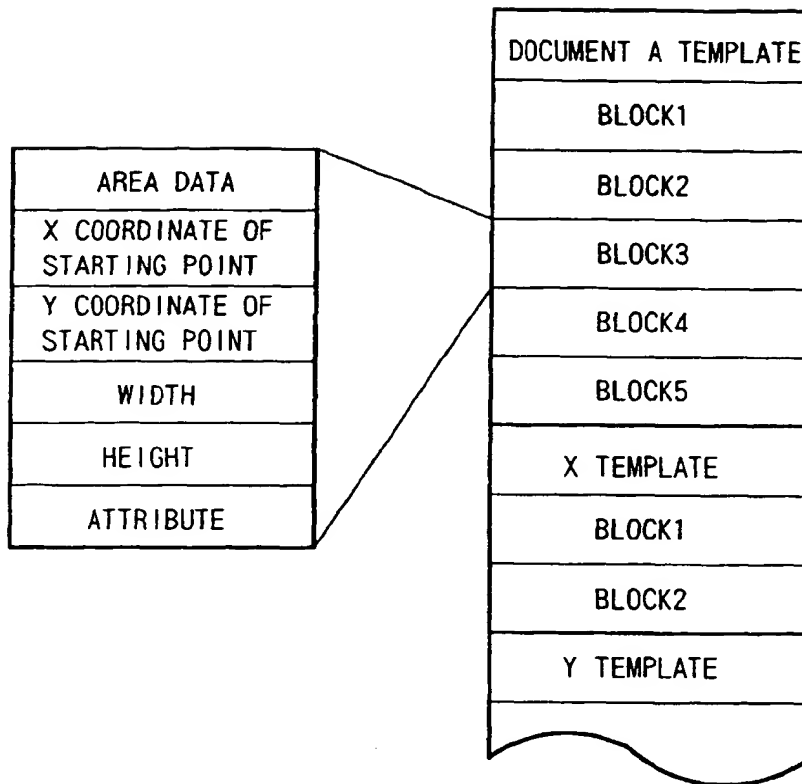 AREA DATA
X COORDINATE OF
STARTING POINT
Y COORDINATE OF
STARTING POINT
WIDTH
HEIGHT
ATTRIBUTE
DOCUMENT A TEMPLATE
BLOCK1
BLOCK2
BLOCK3
BLOCK4
BLOCK5
X TEMPLATE
BLOCK1
BLOCK2
Y TEMPLATE